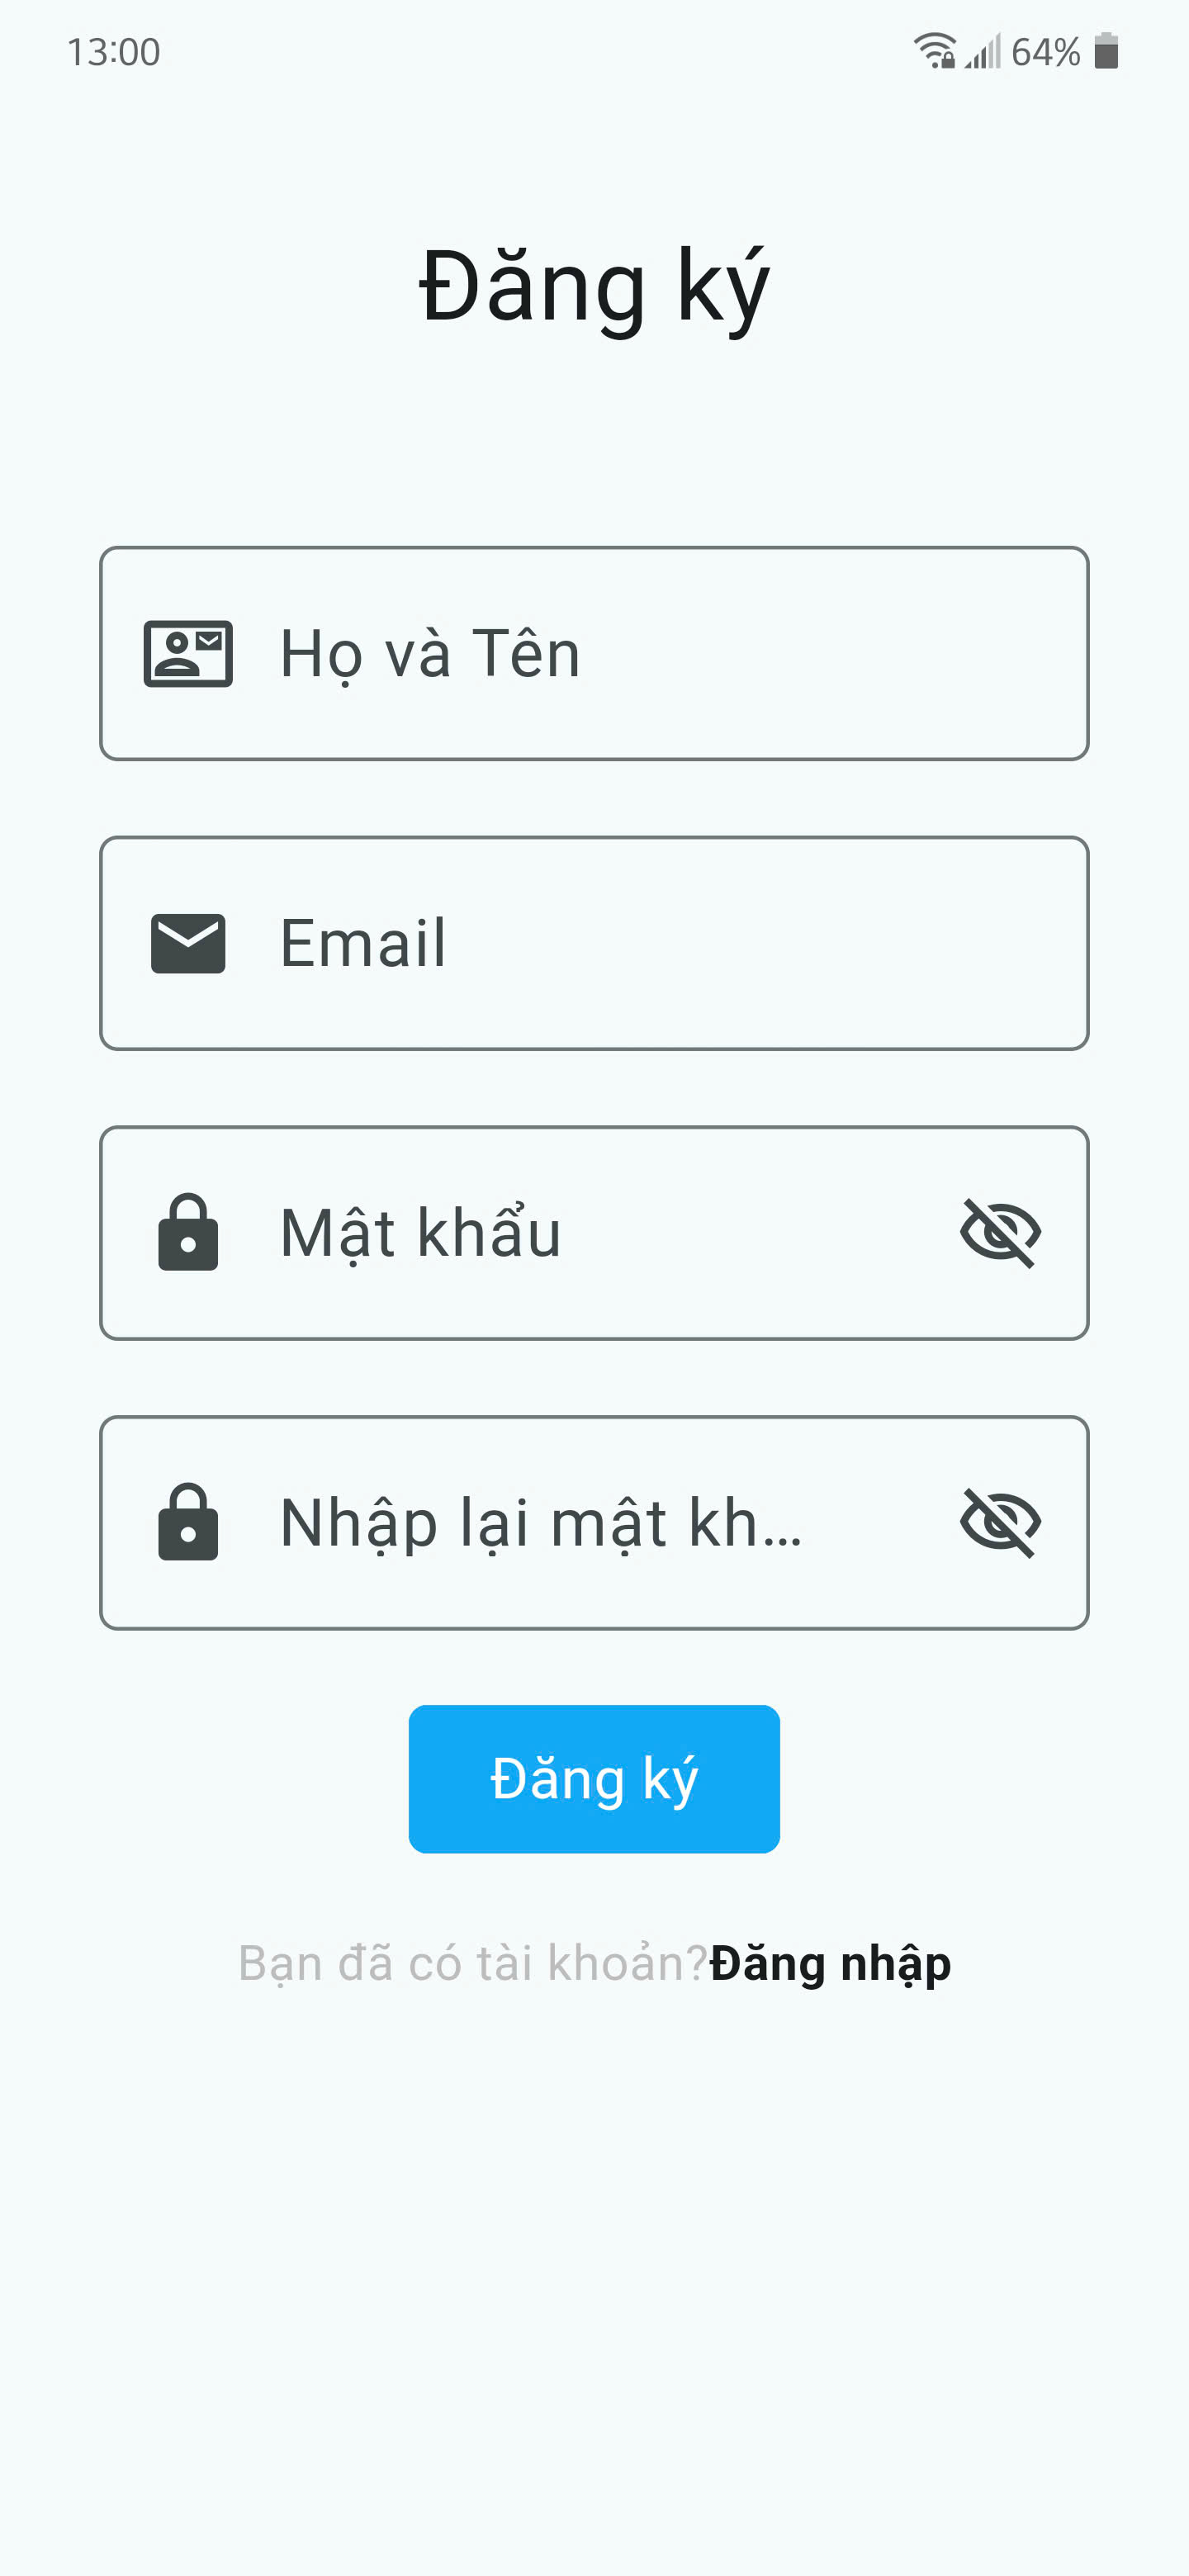 13:00 64%
Đăng ký
Họ và Tên
Email
Mật khẩu
Nhập lại mật kh...
Đăng ký
Bạn đã có tài khoản?Đăng nhập